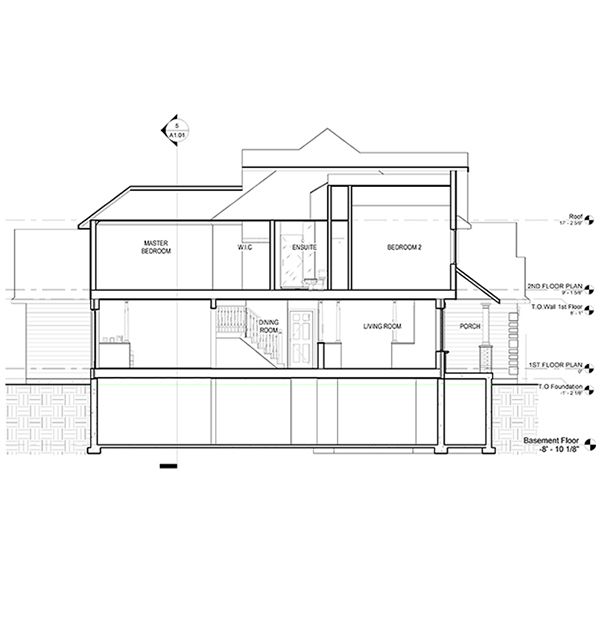 5
A1.01
Roof
17' - 2 5/8"
MASTER
BEDROOM
W.I.C
ENSUITE
BEDROOM 2
2ND FLOOR PLAN
9' - 1 5/8"
T.O.Wall 1st Floor
8' - 1"
DINING
ROOM
LIVING ROOM
PORCH
1ST FLOOR PLAN
0"
T.O Foundation
-1' - 2 1/8"
Basement Floor
-8' - 10 1/8"